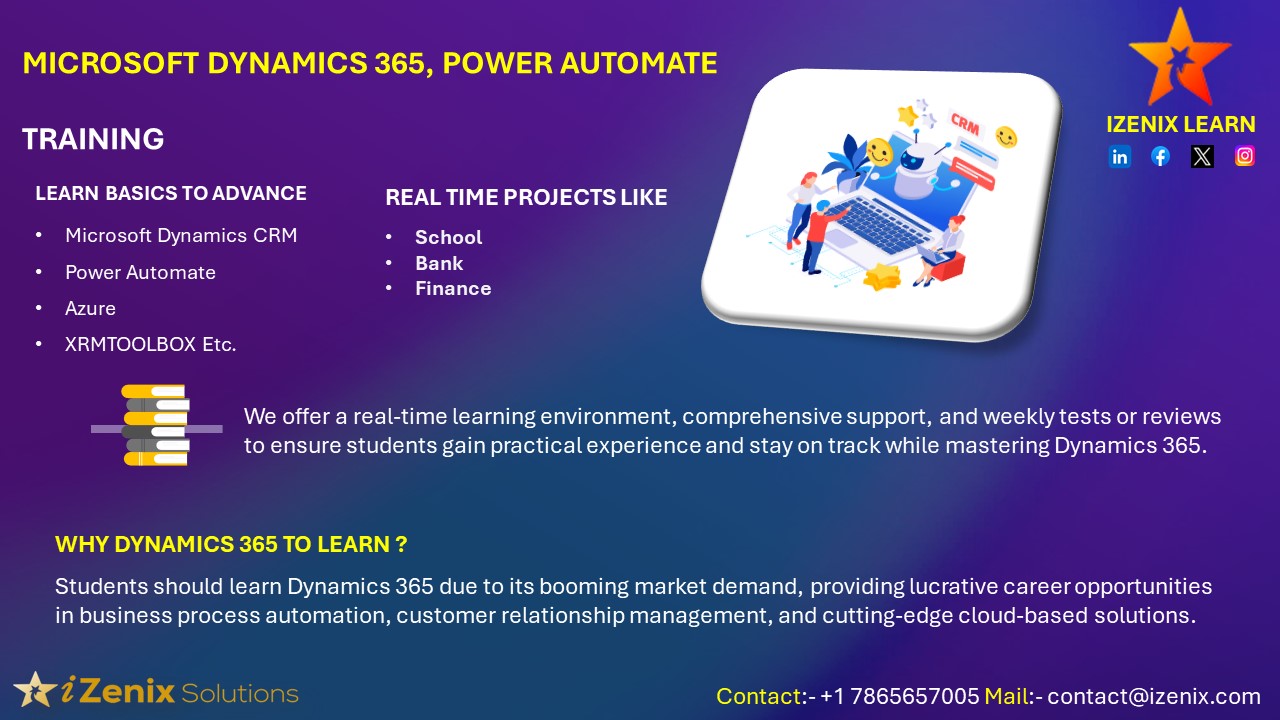 MICROSOFT DYNAMICS 365, POWER AUTOMATE
TRAINING
IZENIX LEARN
LEARN BASICS TO ADVANCE
• Microsoft Dynamics CRM
• Power Automate
• Azure
• XRMTOOLBOX Etc.
REAL TIME PROJECTS LIKE
• School
• Bank
• Finance
CRM
We offer a real-time learning environment, comprehensive support, and weekly tests or reviews
to ensure students gain practical experience and stay on track while mastering Dynamics 365.
WHY DYNAMICS 365 TO LEARN ?
Students should learn Dynamics 365 due to its booming market demand, providing lucrative career opportunities
in business process automation, customer relationship management, and cutting-edge cloud-based solutions.
iZenix Solutions
Contact:- +1 7865657005 Mail:- contact@izenix.com